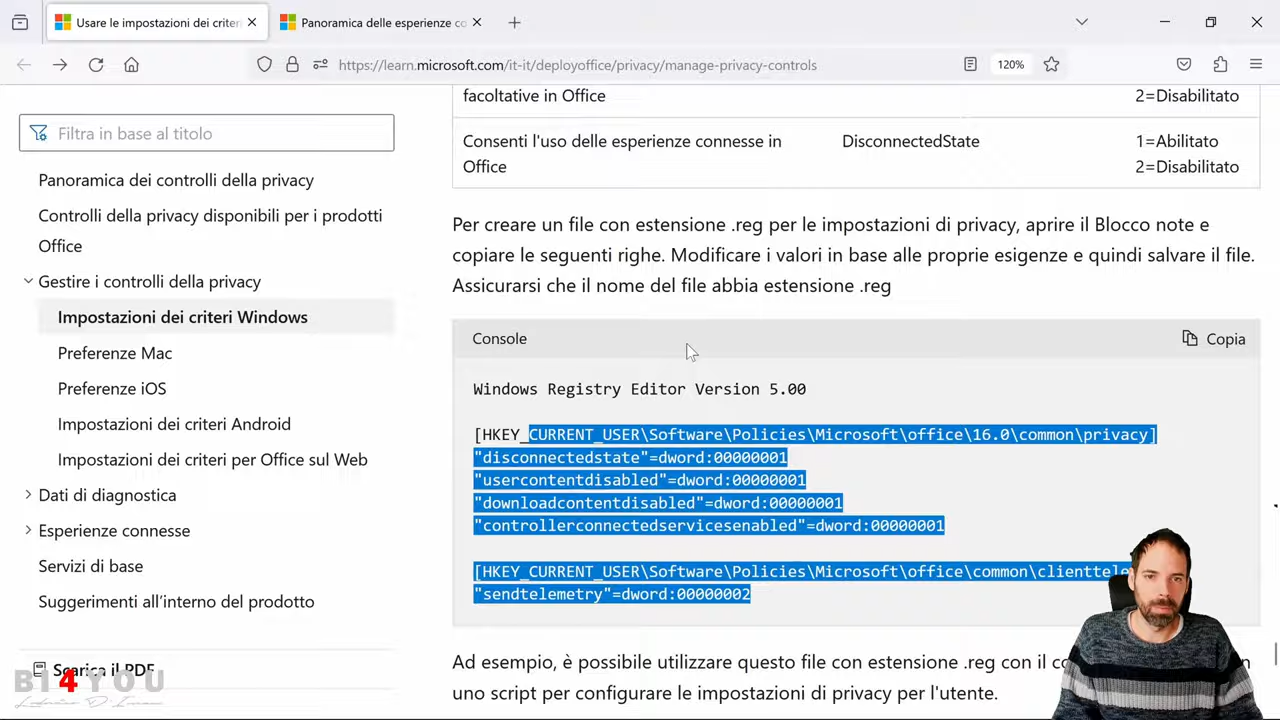 Usare le impostazioni dei criter
Panoramica delle esperienze co
https://learn.microsoft.com/it-it/deployoffice/privacy/manage-privacy-controls
120%
Filtra in base al titolo
Panoramica dei controlli della privacy
Controlli della privacy disponibili per i prodotti
Office
Gestire i controlli della privacy
Impostazioni dei criteri Windows
Preferenze Mac
Preferenze iOS
Impostazioni dei criteri Android
Impostazioni dei criteri per Office sul Web
Dati di diagnostica
Esperienze connesse
Servizi di base
Suggerimenti all’interno del prodotto
Scarica il PDF
BI4YOU
facoltative in Office
2=Disabilitato
Consenti l'uso delle esperienze connesse in
Office
DisconnectedState
1=Abilitato
2=Disabilitato
Per creare un file con estensione .reg per le impostazioni di privacy, aprire il Blocco note e
copiare le seguenti righe. Modificare i valori in base alle proprie esigenze e quindi salvare il file.
Assicurarsi che il nome del file abbia estensione .reg
Console
Copia
Windows Registry Editor Version 5.00
[HKEY_CURRENT_USER\Software\Policies\Microsoft\office\16.0\common\privacy]
"disconnectedstate"=dword:00000001
"usercontentdisabled"=dword:00000001
"downloadcontentdisabled"=dword:00000001
"controllerconnectedservicesenabled"=dword:00000001
[HKEY_CURRENT_USER\Software\Policies\Microsoft\office\common\clienttele
"sendtelemetry"=dword:00000002
Ad esempio, è possibile utilizzare questo file con estensione .reg con il
uno script per configurare le impostazioni di privacy per l'utente.